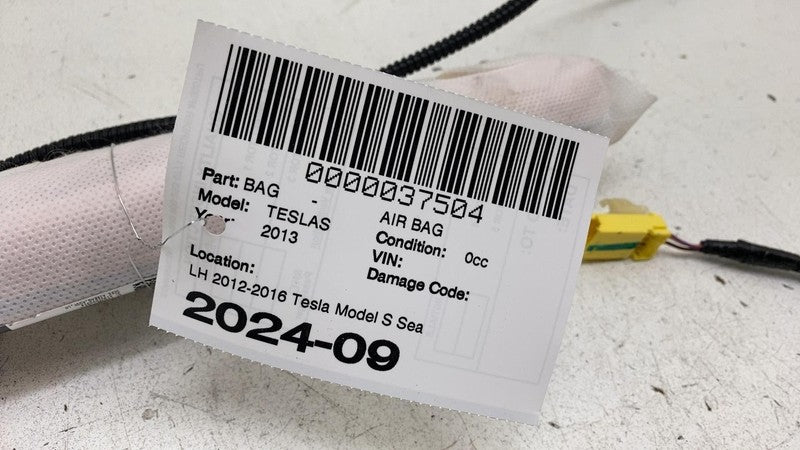 0000037504
Part: BAG - AIR BAG
Model: TESLAS Condition: 0cc
Year: 2013 VIN:
Damage Code:
Location:
LH 2012-2016 Tesla Model S Sea
2024-09